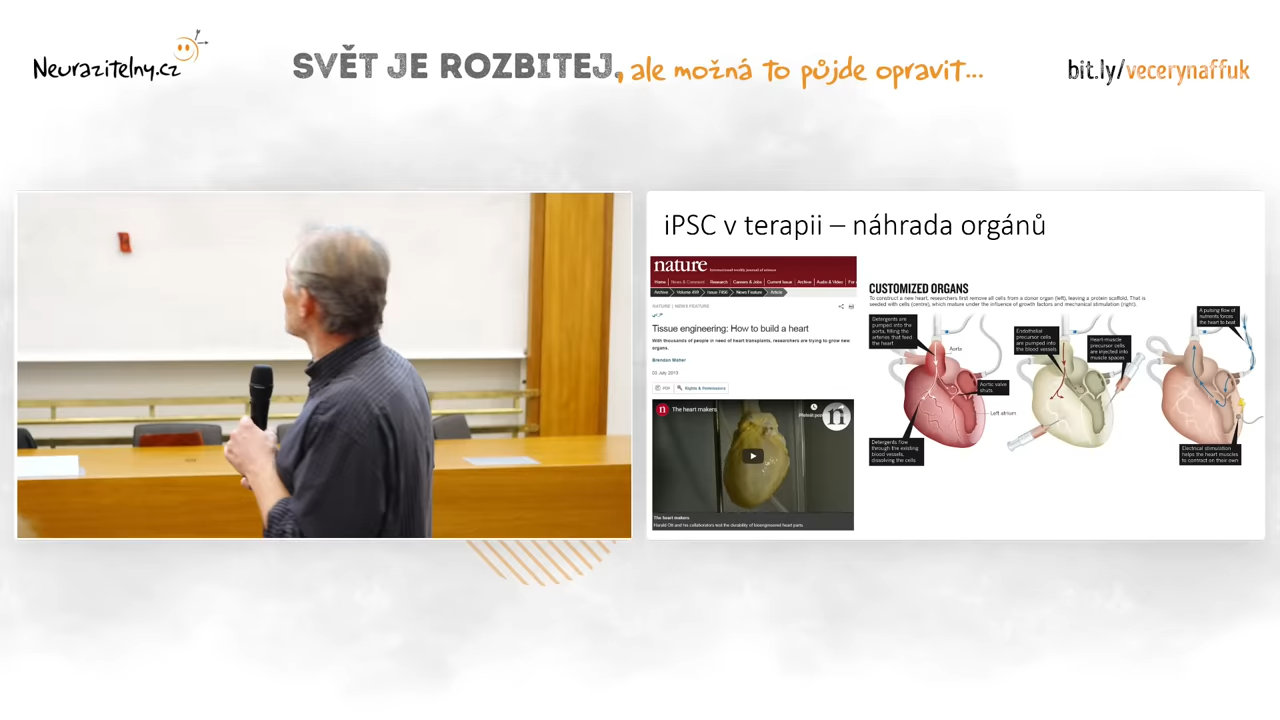 Neurazitelny.cz
SVĚT JE ROZBITEJ, ale možná to půjde opravit...
bit.ly/vecerynaffuk
iPSC v terapii – náhrada orgánů
nature International weekly journal of science
Home News & Comment Research Careers & Jobs Current Issue Archive Audio & Video For
Archive Volume 499 Issue 7456 News Feature Article
NATURE | NEWS FEATURE
Tissue engineering: How to build a heart
With thousands of people in need of heart transplants, researchers are trying to grow new
organs.
Brendan Maher
03 July 2013
PDF Rights & Permissions
n The heart makers
n
The heart makers
Harald Ott and his collaborators test the durability of bioengineered heart parts.
CUSTOMIZED ORGANS
To construct a new heart, researchers first remove all cells from a donor organ (left), leaving a protein scaffold. That is
seeded with cells (centre), which mature under the influence of growth factors and mechanical stimulation (right).
Detergents are
pumped into the
aorta, filling the
arteries that feed
the heart
Aorta
Aortic valve
shuts
Left atrium
Detergents flow
through the existing
blood vessels,
dissolving the cells
Endothelial
precursor cells
are pumped into
the blood vessels
Heart-muscle
precursor cells
are injected into
muscle spaces
A pulsing flow of
nutrients forces
the heart to beat
Electrical stimulation
helps the heart muscles
to contract on their own